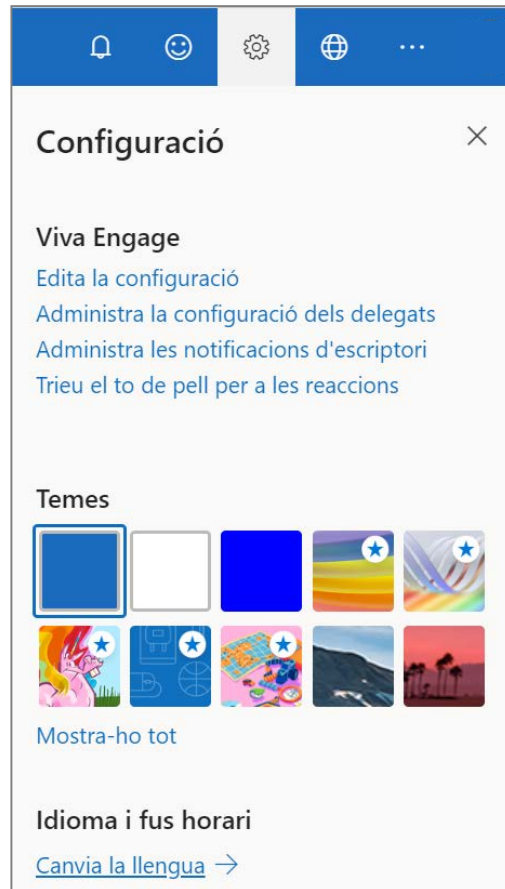 Configuració
Viva Engage
Edita la configuració
Administra la configuració dels delegats
Administra les notificacions d'escriptori
Trieu el to de pell per a les reaccions
Temes
Mostra-ho tot
Idioma i fus horari
Canvia la llengua